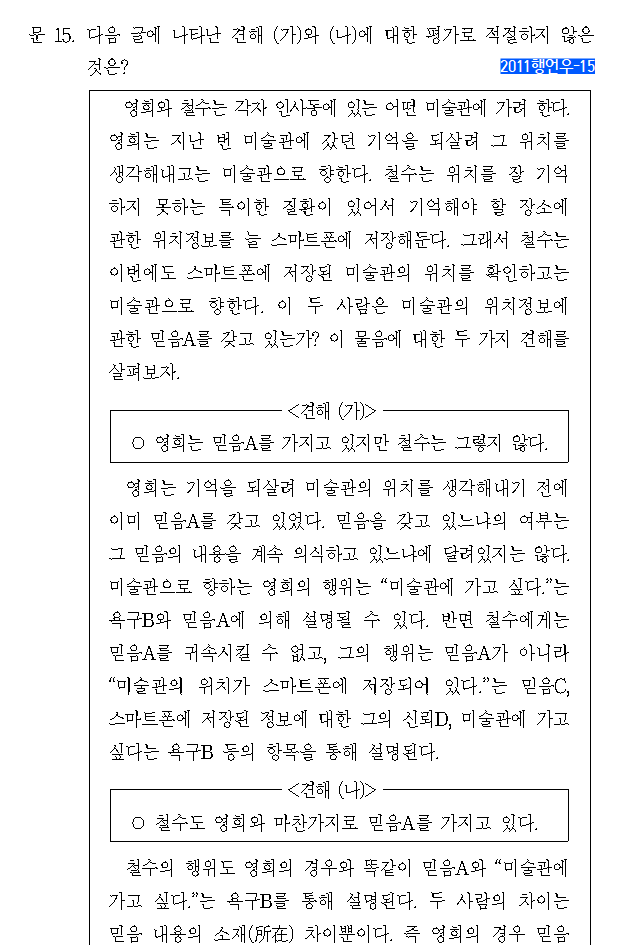 문 15. 다음 글에 나타난 견해 (가)와 (나)에 대한 평가로 적절하지 않은
것은?
2011행언우-15
영희와 철수는 각자 인사동에 있는 어떤 미술관에 가려 한다.
영희는 지난 번 미술관에 갔던 기억을 되살려 그 위치를
생각해내고는 미술관으로 향한다. 철수는 위치를 잘 기억
하지 못하는 특이한 질환이 있어서 기억해야 할 장소에
관한 위치정보를 늘 스마트폰에 저장해둔다. 그래서 철수는
이번에도 스마트폰에 저장된 미술관의 위치를 확인하고는
미술관으로 향한다. 이 두 사람은 미술관의 위치정보에
관한 믿음A를 갖고 있는가? 이 물음에 대한 두 가지 견해를
살펴보자.
<견해 (가)>
○ 영희는 믿음A를 가지고 있지만 철수는 그렇지 않다.
영희는 기억을 되살려 미술관의 위치를 생각해내기 전에
이미 믿음A를 갖고 있었다. 믿음을 갖고 있느냐의 여부는
그 믿음의 내용을 계속 의식하고 있느냐에 달려있지는 않다.
미술관으로 향하는 영희의 행위는 “미술관에 가고 싶다.”는
욕구B와 믿음A에 의해 설명될 수 있다. 반면 철수에게는
믿음A를 귀속시킬 수 없고, 그의 행위는 믿음A가 아니라
“미술관의 위치가 스마트폰에 저장되어 있다.”는 믿음C,
스마트폰에 저장된 정보에 대한 그의 신뢰D, 미술관에 가고
싶다는 욕구B 등의 항목을 통해 설명된다.
<견해 (나)>
○ 철수도 영희와 마찬가지로 믿음A를 가지고 있다.
철수의 행위도 영희의 경우와 똑같이 믿음A와 “미술관에
가고 싶다.”는 욕구B를 통해 설명된다. 두 사람의 차이는
믿음 내용의 소재(所在) 차이뿐이다. 즉 영희의 경우 믿음